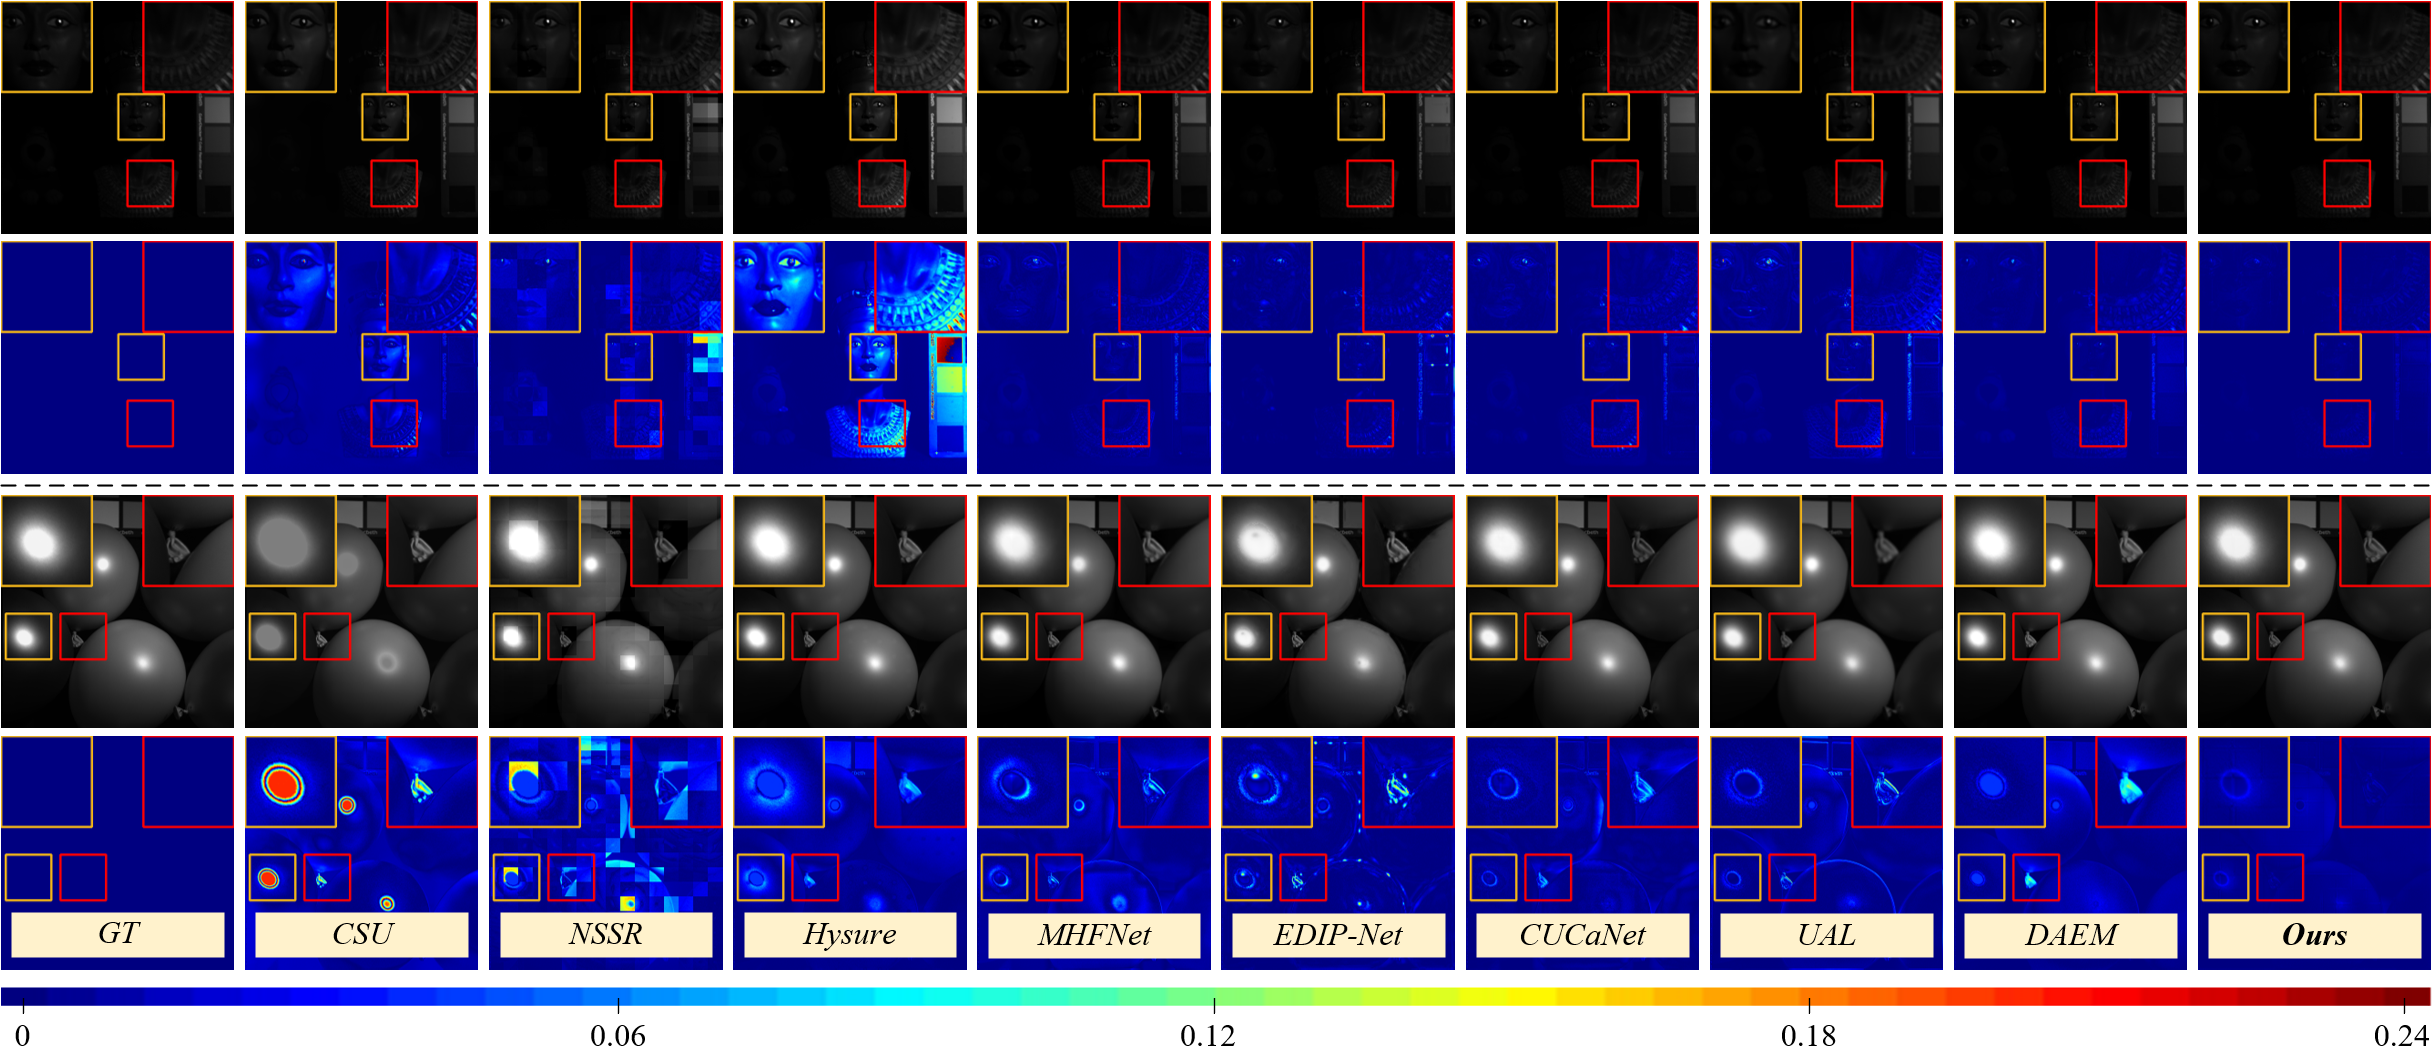 GT CSU NSSR Hysure MHFNet EDIP-Net CUCaNet UAL DAEM Ours
0 0.06 0.12 0.18 0.24